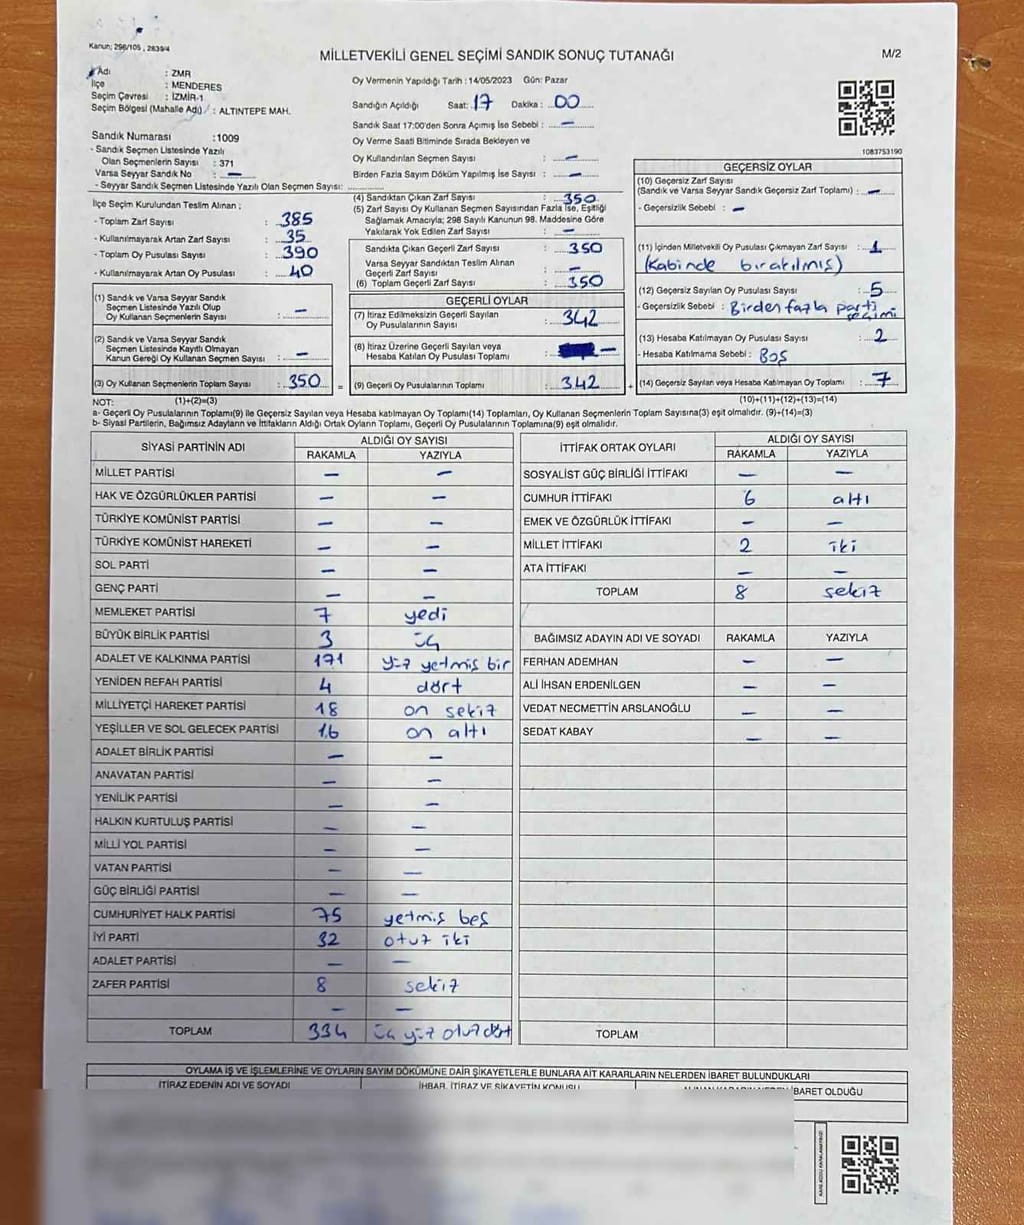 Kanun; 298/105 , 2839/4
MİLLETVEKİLİ GENEL SEÇİMİ SANDIK SONUÇ TUTANAĞI
M/2
Adı : ZMR
İlçe : MENDERES
Seçim Çevresi : İZMİR-1
Seçim Bölgesi (Mahalle Adı) : ALTINTEPE MAH.
Sandık Numarası :1009
- Sandık Seçmen Listesinde Yazılı
Olan Seçmenlerin Sayısı : 371
Varsa Seyyar Sandık No : —
- Seyyar Sandık Seçmen Listesinde Yazılı Olan Seçmen Sayısı:
İlçe Seçim Kurulundan Teslim Alınan ;
- Toplam Zarf Sayısı : 385
- Kullanılmayarak Artan Zarf Sayısı : 35
- Toplam Oy Pusulası Sayısı : 390
- Kullanılmayarak Artan Oy Pusulası : 40
(1) Sandık ve Varsa Seyyar Sandık
Seçmen Listesinde Yazılı Olup
Oy Kullanan Seçmenlerin Sayısı : —
(2) Sandık ve Varsa Seyyar Sandık
Seçmen Listesinde Kayıtlı Olmayan
Kanun Gereği Oy Kullanan Seçmen Sayısı : —
(3) Oy Kullanan Seçmenlerin Toplam Sayısı : 350 =
Oy Vermenin Yapıldığı Tarih : 14/05/2023 Gün: Pazar
Sandığın Açıldığı Saat: 17 Dakika : 00
Sandık Saat 17:00'den Sonra Açımış İse Sebebi : —
Oy Verme Saati Bitiminde Sırada Bekleyen ve
Oy Kullandırılan Seçmen Sayısı : —
Birden Fazla Sayım Döküm Yapılmış İse Sayısı : —
(4) Sandıktan Çıkan Zarf Sayısı : 350
(5) Zarf Sayısı Oy Kullanan Seçmen Sayısından Fazla İse, Eşitliği
Sağlamak Amacıyla; 298 Sayılı Kanunun 98. Maddesine Göre
Yakılarak Yok Edilen Zarf Sayısı : —
Sandıkta Çıkan Geçerli Zarf Sayısı : 350
Varsa Seyyar Sandıktan Teslim Alınan
Geçerli Zarf Sayısı : —
(6) Toplam Geçerli Zarf Sayısı : 350
GEÇERLİ OYLAR
(7) İtiraz Edilmeksizin Geçerli Sayılan
Oy Pusulalarının Sayısı : 342
(8) İtiraz Üzerine Geçerli Sayılan veya
Hesaba Katılan Oy Pusulası Toplamı : —
(9) Geçerli Oy Pusulalarının Toplamı : 342 +
1083753190
GEÇERSİZ OYLAR
(10) Geçersiz Zarf Sayısı
(Sandık ve Varsa Seyyar Sandık Geçersiz Zarf Toplamı) : —
- Geçersizlik Sebebi : —
(11) İçinden Milletvekili Oy Pusulası Çıkmayan Zarf Sayısı : 1
(Kabinde bırakılmış)
(12) Geçersiz Sayılan Oy Pusulası Sayısı : 5
- Geçersizlik Sebebi : Birden fazla parti
seçimi
(13) Hesaba Katılmayan Oy Pusulası Sayısı : 2
- Hesaba Katılmama Sebebi : Boş
(14) Geçersiz Sayılan veya Hesaba Katılmayan Oy Toplamı : 7
NOT: (1)+(2)=(3)
(10)+(11)+(12)+(13)=(14)
a- Geçerli Oy Pusulalarının Toplamı(9) ile Geçersiz Sayılan veya Hesaba katılmayan Oy Toplamı(14) Toplamları, Oy Kullanan Seçmenlerin Toplam Sayısına(3) eşit olmalıdır. (9)+(14)=(3)
b- Siyasi Partilerin, Bağımsız Adayların ve İttifakların Aldığı Ortak Oyların Toplamı, Geçerli Oy Pusulalarının Toplamına(9) eşit olmalıdır.
SİYASİ PARTİNİN ADI ALDIĞI OY SAYISI
RAKAMLA YAZIYLA
MİLLET PARTİSİ — —
HAK VE ÖZGÜRLÜKLER PARTİSİ — —
TÜRKİYE KOMÜNİST PARTİSİ — —
TÜRKİYE KOMÜNİST HAREKETİ — —
SOL PARTİ — —
GENÇ PARTİ — —
MEMLEKET PARTİSİ 7 yedi
BÜYÜK BİRLİK PARTİSİ 3 üç
ADALET VE KALKINMA PARTİSİ 171 yüz yetmiş bir
YENİDEN REFAH PARTİSİ 4 dört
MİLLİYETÇİ HAREKET PARTİSİ 18 on sekiz
YEŞİLLER VE SOL GELECEK PARTİSİ 16 on altı
ADALET BİRLİK PARTİSİ — —
ANAVATAN PARTİSİ — —
YENİLİK PARTİSİ — —
HALKIN KURTULUŞ PARTİSİ — —
MİLLİ YOL PARTİSİ — —
VATAN PARTİSİ — —
GÜÇ BİRLİĞİ PARTİSİ — —
CUMHURİYET HALK PARTİSİ 75 yetmiş beş
İYİ PARTİ 32 otuz iki
ADALET PARTİSİ — —
ZAFER PARTİSİ 8 sekiz
— —
TOPLAM 334 üç yüz otuz dört
İTTİFAK ORTAK OYLARI ALDIĞI OY SAYISI
RAKAMLA YAZIYLA
SOSYALİST GÜÇ BİRLİĞİ İTTİFAKI — —
CUMHUR İTTİFAKI 6 altı
EMEK VE ÖZGÜRLÜK İTTİFAKI — —
MİLLET İTTİFAKI 2 iki
ATA İTTİFAKI — —
TOPLAM 8 sekiz
BAĞIMSIZ ADAYIN ADI VE SOYADI RAKAMLA YAZIYLA
FERHAN ADEMHAN — —
ALİ İHSAN ERDENİLGEN — —
VEDAT NECMETTİN ARSLANOĞLU — —
SEDAT KABAY — —
TOPLAM
OYLAMA İŞ VE İŞLEMLERİNE VE OYLARIN SAYIM DÖKÜMÜNE DAİR ŞİKAYETLERLE BUNLARA AİT KARARLARIN NELERDEN İBARET BULUNDUKLARI
İTİRAZ EDENİN ADI VE SOYADI İHBAR, İTİRAZ VE ŞİKAYETİN KONUSU ALINAN KARARIN NEDEN İBARET OLDUĞU